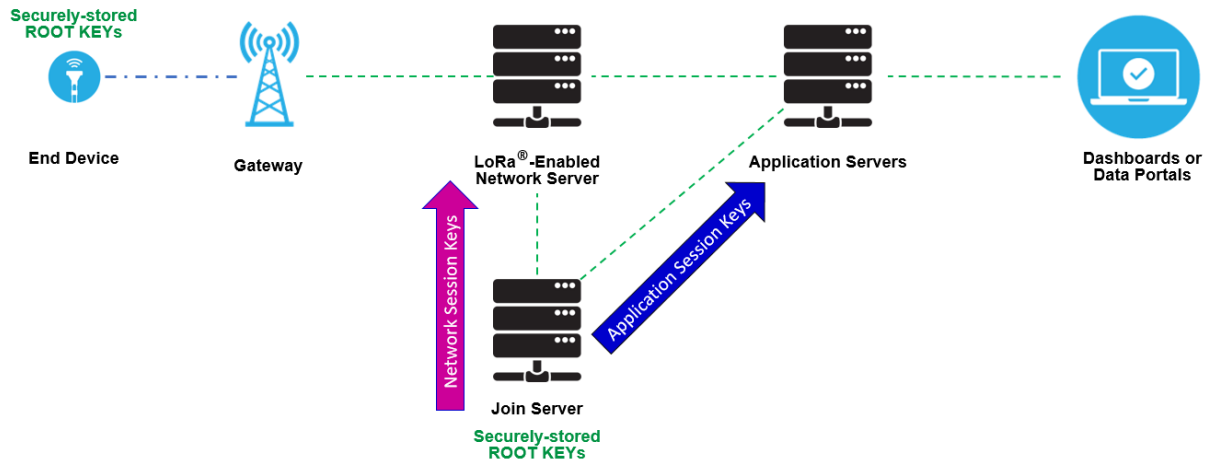 Securely-stored
ROOT KEYs
End Device
Gateway
LoRa®-Enabled
Network Server
Application Servers
Dashboards or
Data Portals
Network Session Keys
Application Session Keys
Join Server
Securely-stored
ROOT KEYs